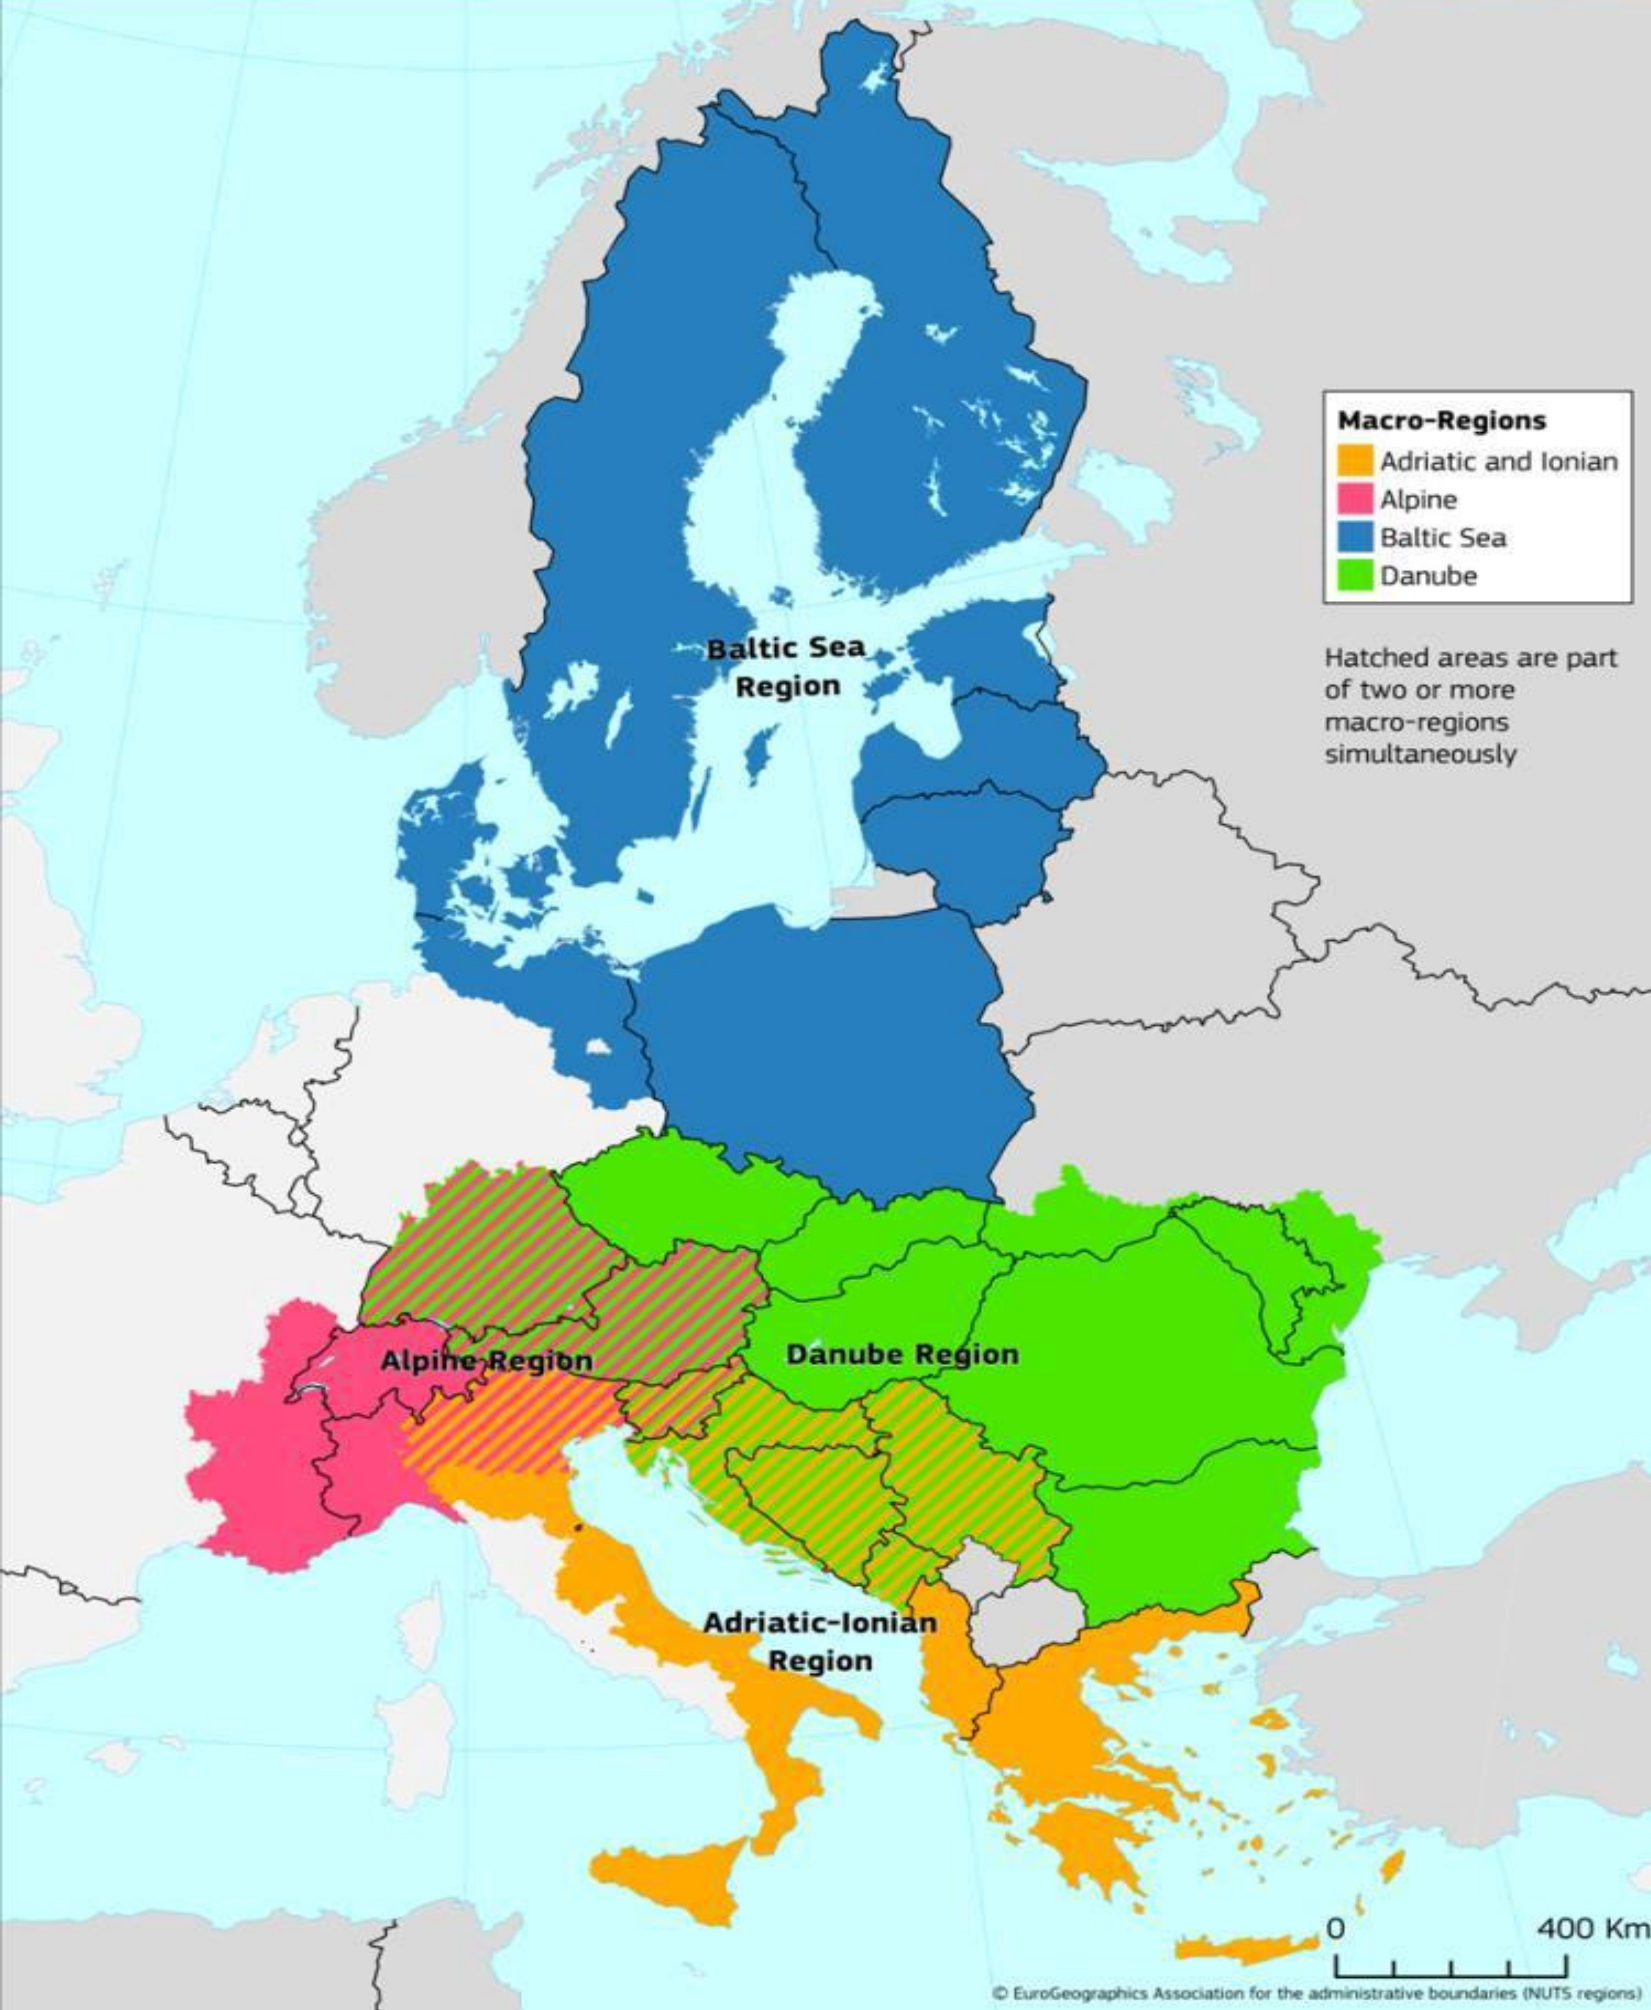 Macro-Regions
Adriatic and Ionian
Alpine
Baltic Sea
Danube
Hatched areas are part
of two or more
macro-regions
simultaneously
Baltic Sea
Region
Alpine Region
Danube Region
Adriatic-Ionian
Region
0 400 Km
© EuroGeographics Association for the administrative boundaries (NUTS regions)